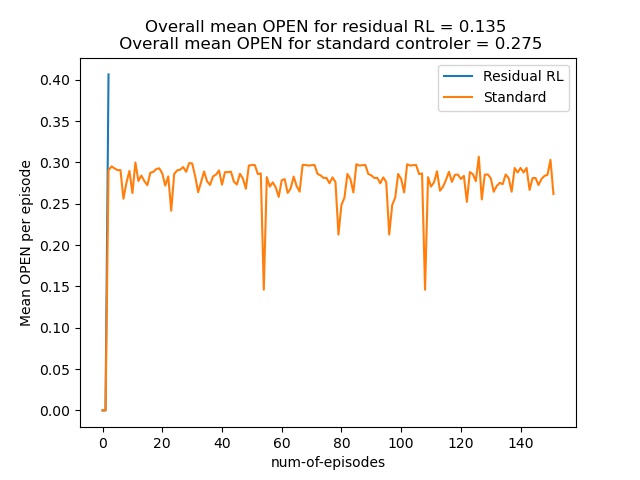 Overall mean OPEN for residual RL = 0.135
Overall mean OPEN for standard controler = 0.275
Residual RL
Standard
0.40
0.35
0.30
0.25
0.20
0.15
0.10
0.05
0.00
Mean OPEN per episode
0 20 40 60 80 100 120 140
num-of-episodes